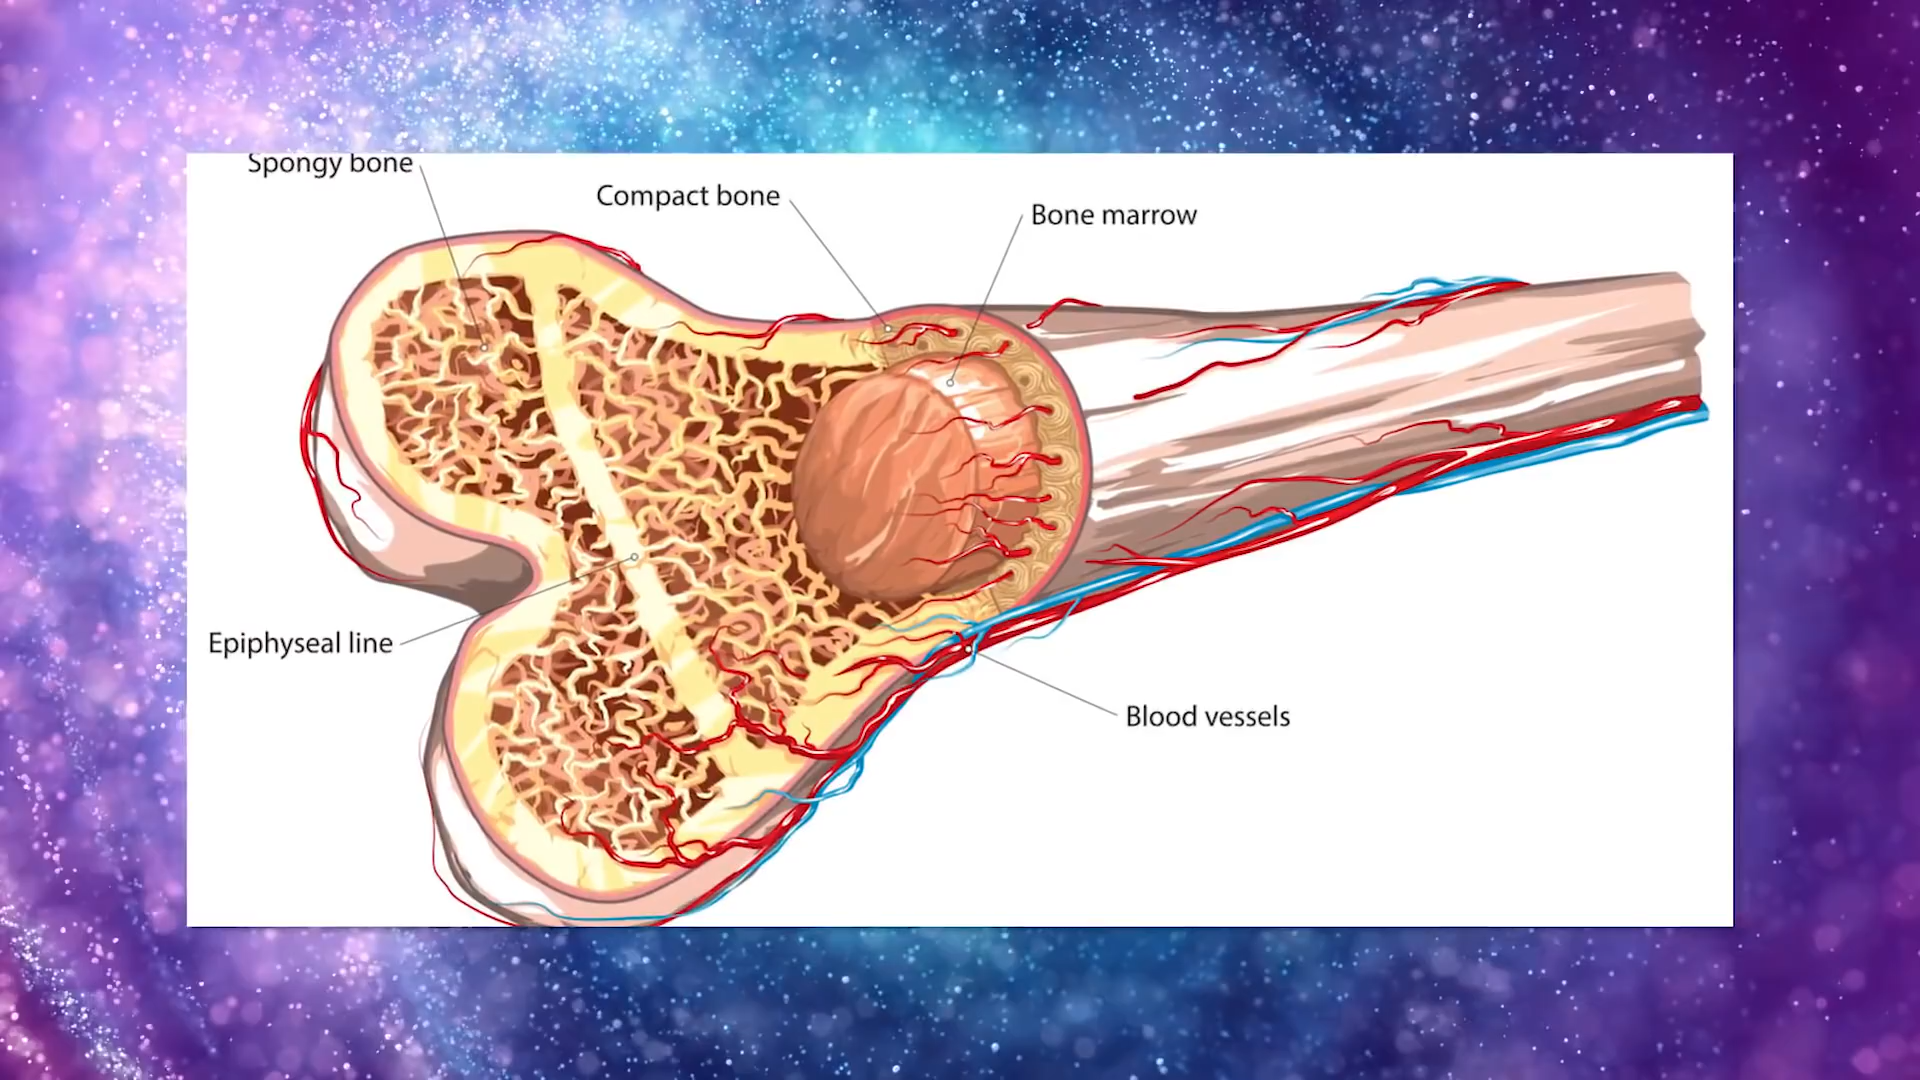 Spongy bone
Compact bone
Bone marrow
Epiphyseal line
Blood vessels